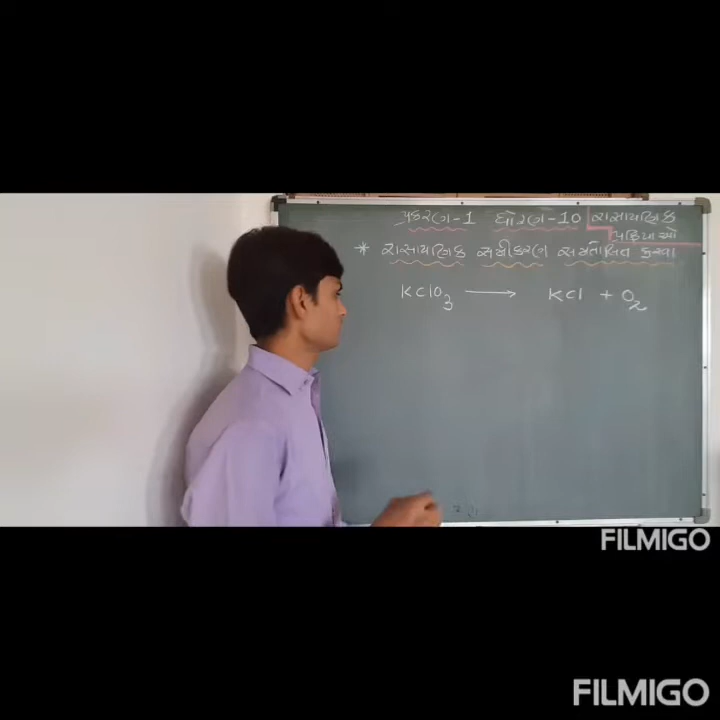 પ્રકરણ-1 ધોરણ-10 રાસાયણિક
પ્રક્રિયાઓ
* રાસાયણિક સમીકરણ સમતોલિત કરવા
KClO3 ⟶ KCl + O2
FILMIGO
FILMIGO